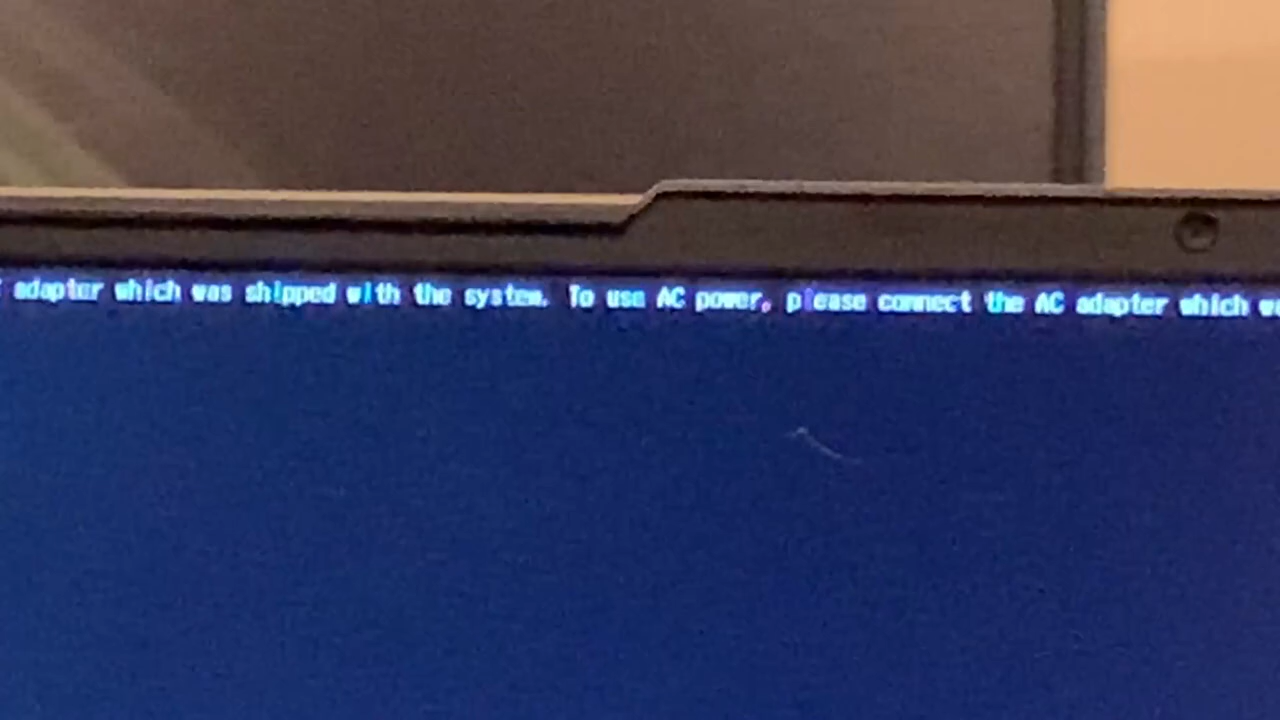 adapter which was shipped with the system. To use AC power, please connect the AC adapter which